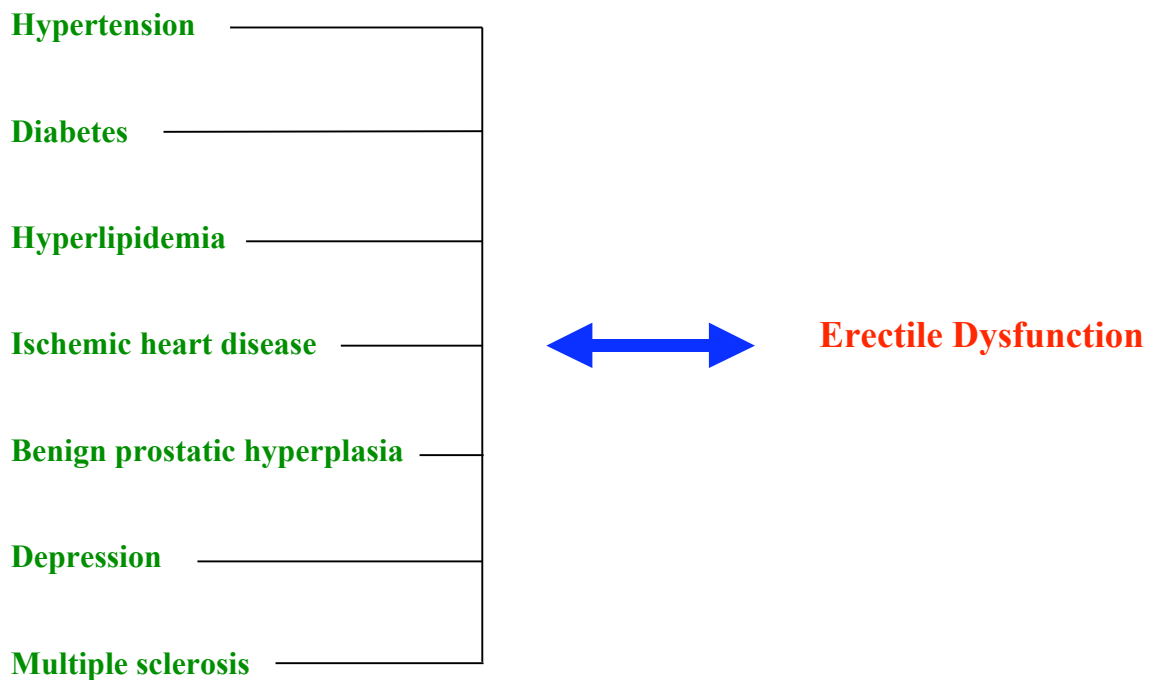 Hypertension
Diabetes
Hyperlipidemia
Ischemic heart disease
Erectile Dysfunction
Benign prostatic hyperplasia
Depression
Multiple sclerosis